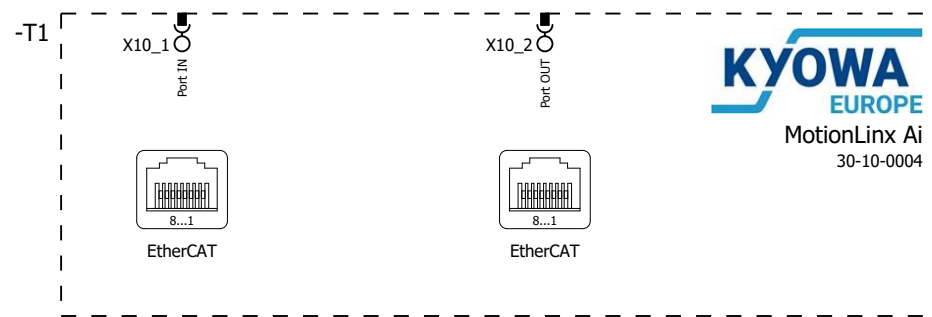 -T1
X10_1
Port IN
X10_2
Port OUT
KYOWA
EUROPE
MotionLinx Ai
30-10-0004
8...1
EtherCAT
8...1
EtherCAT